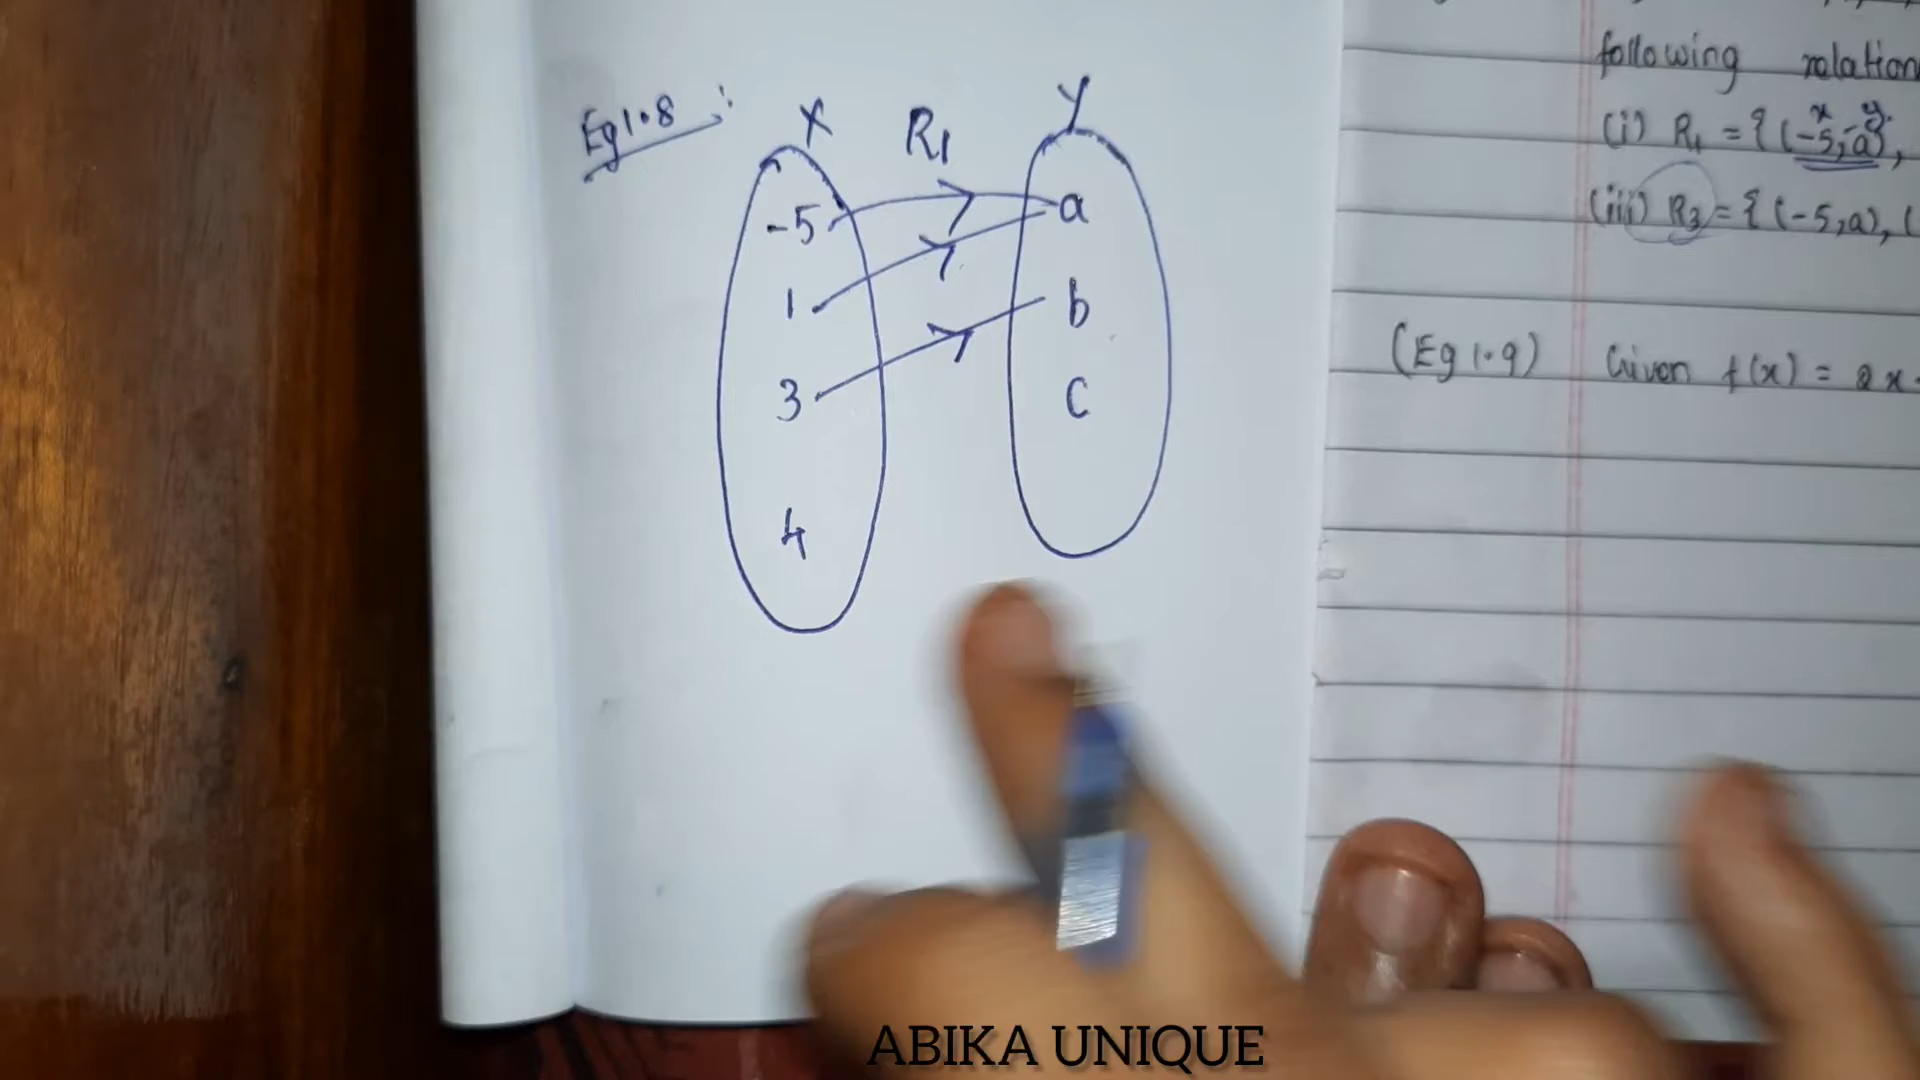 Eg 1.8 :
X R1 Y
-5 a
1 b
3 C
4
following relation
x y
(i) R1 = { (-5, a),
(iii) R3 = { (-5, a), (
(Eg 1.9) Given f(x) = 2x-
ABIKA UNIQUE